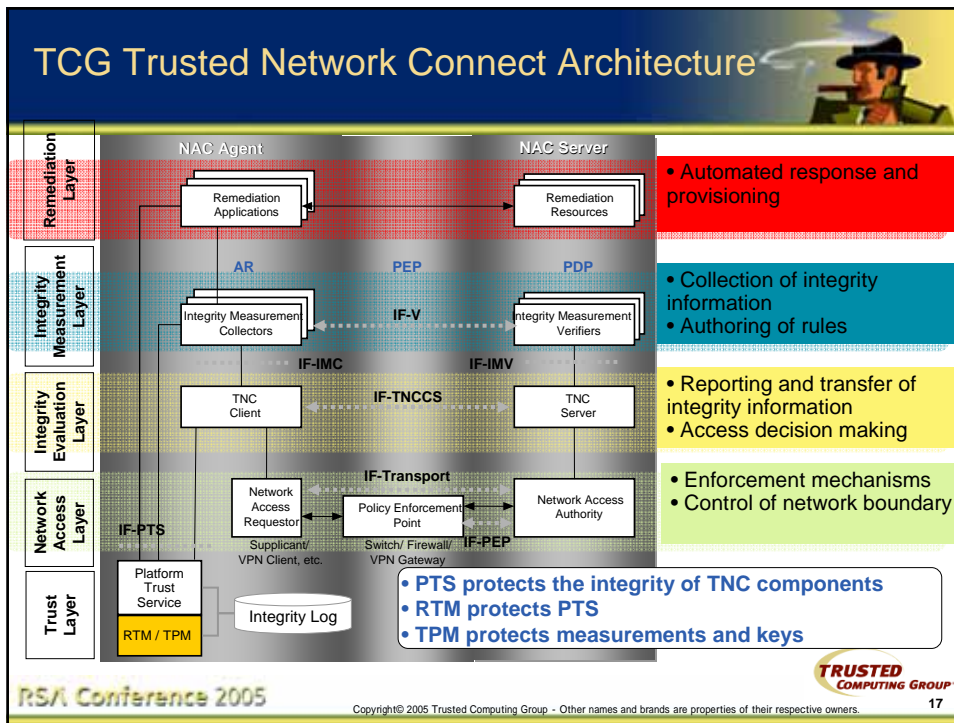 TCG Trusted Network Connect Architecture
NAC Agent
NAC Server
Remediation
Layer
Remediation
Applications
Remediation
Resources
• Automated response and
provisioning
AR
PEP
PDP
Integrity
Measurement
Layer
Integrity Measurement
Collectors
IF-V
Integrity Measurement
Verifiers
• Collection of integrity
information
• Authoring of rules
IF-IMC
IF-IMV
Integrity
Evaluation
Layer
TNC
Client
IF-TNCCS
TNC
Server
• Reporting and transfer of
integrity information
• Access decision making
Network
Access
Layer
IF-Transport
Network
Access
Requestor
Policy Enforcement
Point
Network Access
Authority
• Enforcement mechanisms
• Control of network boundary
IF-PTS
IF-PEP
Supplicant/
VPN Client, etc.
Switch/ Firewall/
VPN Gateway
Trust
Layer
Platform
Trust
Service
RTM / TPM
Integrity Log
• PTS protects the integrity of TNC components
• RTM protects PTS
• TPM protects measurements and keys
RSA Conference 2005
Copyright© 2005 Trusted Computing Group - Other names and brands are properties of their respective owners.
TRUSTED
COMPUTING GROUP
17